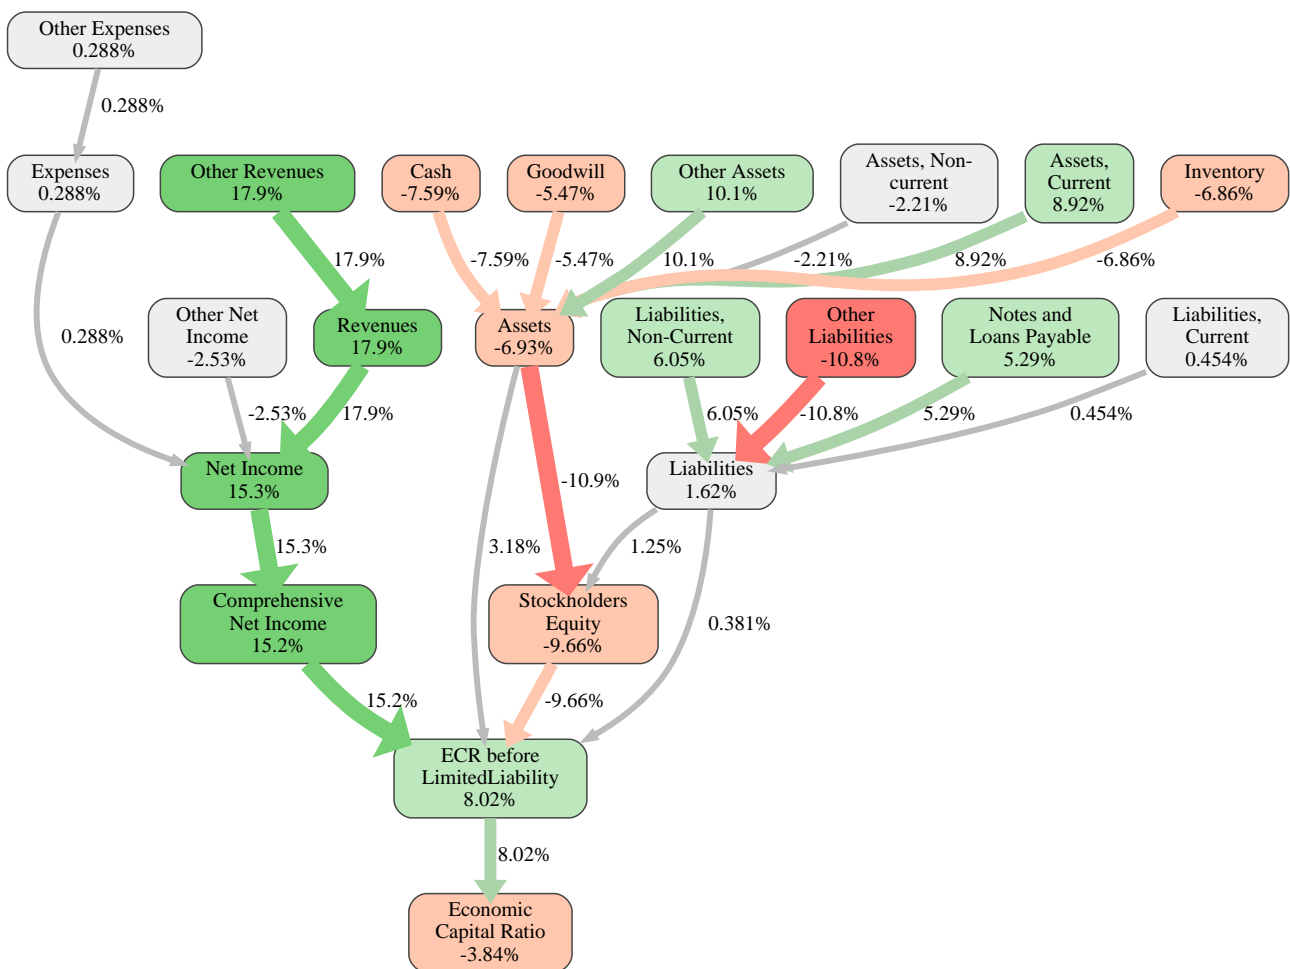 Other Expenses
0.288%
0.288%
Expenses
0.288%
Other Revenues
17.9%
Cash
-7.59%
Goodwill
-5.47%
Other Assets
10.1%
Assets, Non-
current
-2.21%
Assets,
Current
8.92%
Inventory
-6.86%
17.9%
-7.59%
-5.47%
10.1%
-2.21%
8.92%
-6.86%
0.288%
Other Net
Income
-2.53%
Revenues
17.9%
Assets
-6.93%
Liabilities,
Non-Current
6.05%
Other
Liabilities
-10.8%
Notes and
Loans Payable
5.29%
Liabilities,
Current
0.454%
-2.53%
17.9%
6.05%
-10.8%
5.29%
0.454%
Net Income
15.3%
-10.9%
Liabilities
1.62%
15.3%
3.18%
1.25%
Comprehensive
Net Income
15.2%
Stockholders
Equity
-9.66%
0.381%
15.2%
-9.66%
ECR before
LimitedLiability
8.02%
8.02%
Economic
Capital Ratio
-3.84%